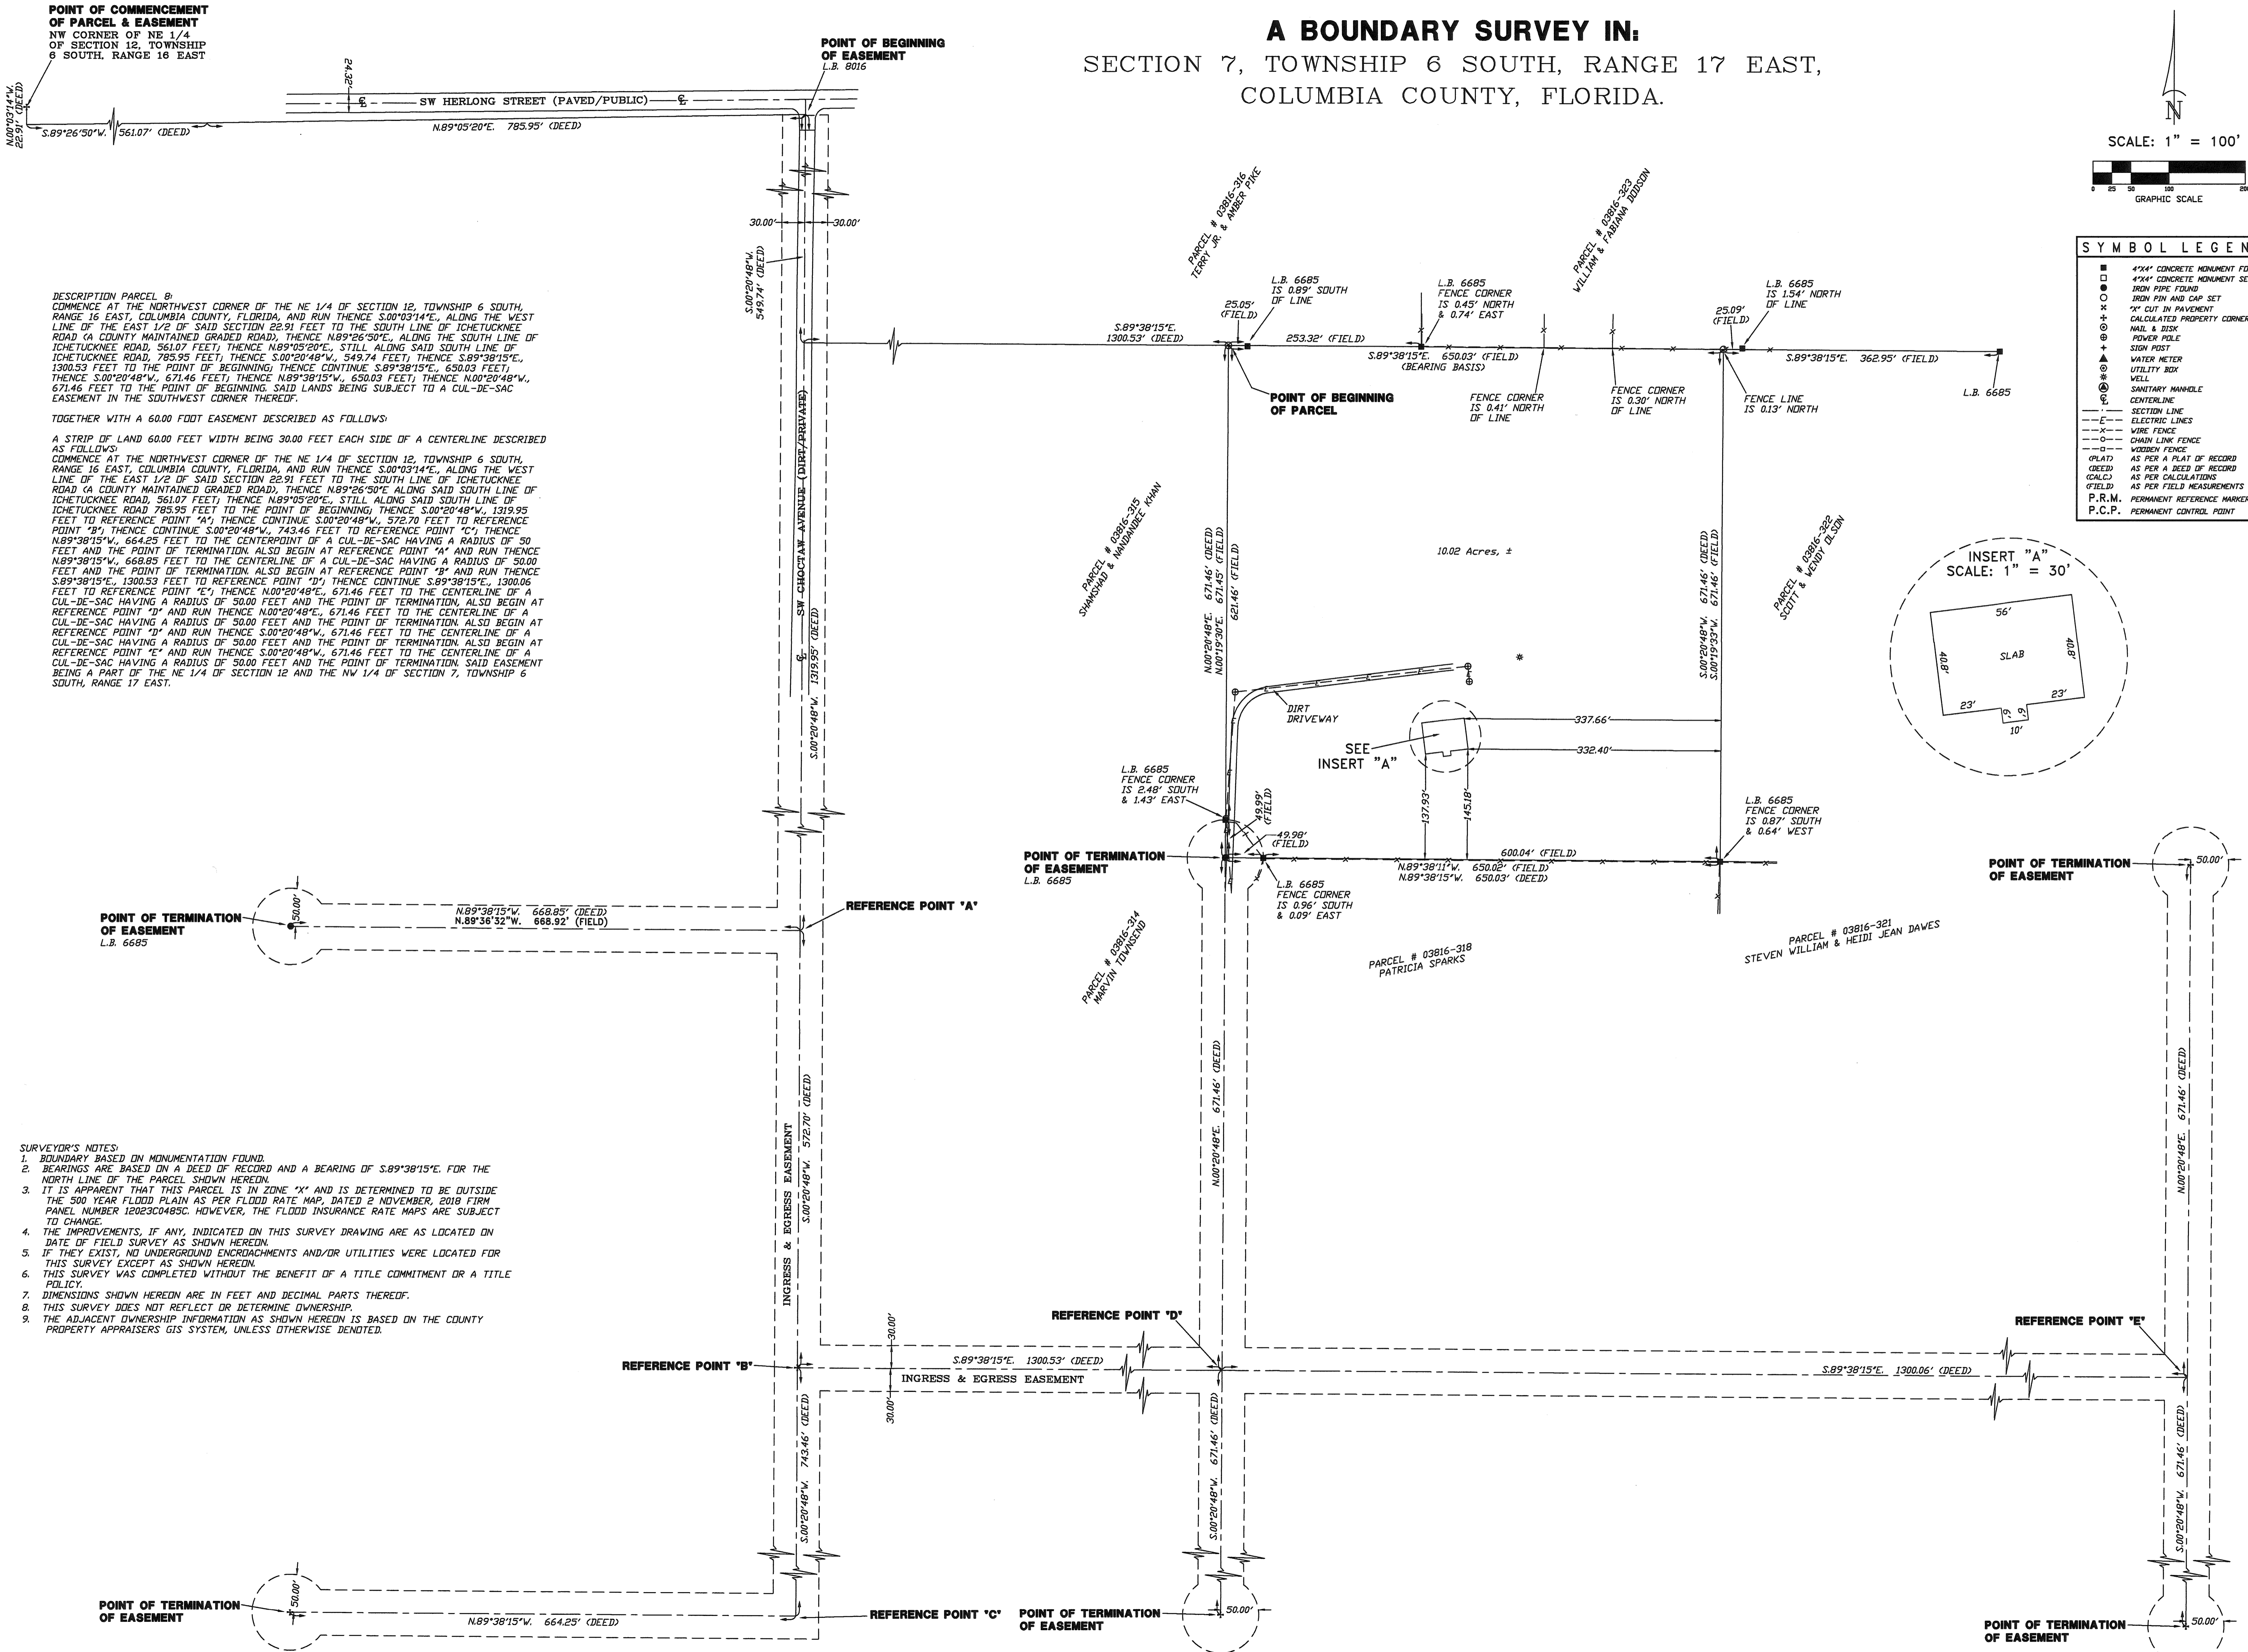 A BOUNDARY SURVEY IN:
SECTION 7, TOWNSHIP 6 SOUTH, RANGE 17 EAST,
COLUMBIA COUNTY, FLORIDA.
POINT OF COMMENCEMENT
OF PARCEL & EASEMENT
NW CORNER OF NE 1/4
OF SECTION 12, TOWNSHIP
6 SOUTH, RANGE 16 EAST
N.00°03'14"W.
22.91' (DEED)
S.89°26'50"W. 561.07' (DEED)
24.32'
SW HERLONG STREET (PAVED/PUBLIC)
N.89°05'20"E. 785.95' (DEED)
POINT OF BEGINNING
OF EASEMENT
L.B. 8016
N
SCALE: 1" = 100'
0 25 50 100 200
GRAPHIC SCALE
SYMBOL LEGEN
4"X4" CONCRETE MONUMENT FO
4"X4" CONCRETE MONUMENT SE
IRON PIPE FOUND
IRON PIN AND CAP SET
"X" CUT IN PAVEMENT
CALCULATED PROPERTY CORNER
NAIL & DISK
POWER POLE
SIGN POST
WATER METER
UTILITY BOX
WELL
SANITARY MANHOLE
CENTERLINE
SECTION LINE
ELECTRIC LINES
WIRE FENCE
CHAIN LINK FENCE
WOODEN FENCE
(PLAT) AS PER A PLAT OF RECORD
(DEED) AS PER A DEED OF RECORD
(CALC.) AS PER CALCULATIONS
(FIELD) AS PER FIELD MEASUREMENTS
P.R.M. PERMANENT REFERENCE MARKER
P.C.P. PERMANENT CONTROL POINT
DESCRIPTION PARCEL 8:
COMMENCE AT THE NORTHWEST CORNER OF THE NE 1/4 OF SECTION 12, TOWNSHIP 6 SOUTH,
RANGE 16 EAST, COLUMBIA COUNTY, FLORIDA, AND RUN THENCE S.00°03'14"E., ALONG THE WEST
LINE OF THE EAST 1/2 OF SAID SECTION 22.91 FEET TO THE SOUTH LINE OF ICHETUCKNEE
ROAD (A COUNTY MAINTAINED GRADED ROAD), THENCE N.89°26'50"E., ALONG THE SOUTH LINE OF
ICHETUCKNEE ROAD, 561.07 FEET; THENCE N.89°05'20"E., STILL ALONG SAID SOUTH LINE OF
ICHETUCKNEE ROAD, 785.95 FEET; THENCE S.00°20'48"W., 549.74 FEET; THENCE S.89°38'15"E.,
1300.53 FEET TO THE POINT OF BEGINNING; THENCE CONTINUE S.89°38'15"E., 650.03 FEET;
THENCE S.00°20'48"W., 671.46 FEET; THENCE N.89°38'15"E., 650.03 FEET; THENCE N.00°20'48"W.,
671.46 FEET TO THE POINT OF BEGINNING. SAID LANDS BEING SUBJECT TO A CUL-DE-SAC
EASEMENT IN THE SOUTHWEST CORNER THEREOF.
TOGETHER WITH A 60.00 FOOT EASEMENT DESCRIBED AS FOLLOWS:
A STRIP OF LAND 60.00 FEET WIDTH BEING 30.00 FEET EACH SIDE OF A CENTERLINE DESCRIBED
AS FOLLOWS:
COMMENCE AT THE NORTHWEST CORNER OF THE NE 1/4 OF SECTION 12, TOWNSHIP 6 SOUTH,
RANGE 16 EAST, COLUMBIA COUNTY, FLORIDA, AND RUN THENCE S.00°03'14"E., ALONG THE WEST
LINE OF THE EAST 1/2 OF SAID SECTION 22.91 FEET TO THE SOUTH LINE OF ICHETUCKNEE
ROAD (A COUNTY MAINTAINED GRADED ROAD), THENCE N.89°26'50"E ALONG SAID SOUTH LINE OF
ICHETUCKNEE ROAD, 561.07 FEET; THENCE N.89°05'20"E., STILL ALONG SAID SOUTH LINE OF
ICHETUCKNEE ROAD 785.95 FEET TO THE POINT OF BEGINNING; THENCE S.00°20'48"W., 1319.95
FEET TO REFERENCE POINT "A"; THENCE CONTINUE S.00°20'48"W., 572.70 FEET TO REFERENCE
POINT "B"; THENCE CONTINUE S.00°20'48"W., 743.46 FEET TO REFERENCE POINT "C"; THENCE
N.89°38'15"W., 664.25 FEET TO THE CENTERPOINT OF A CUL-DE-SAC HAVING A RADIUS OF 50
FEET AND THE POINT OF TERMINATION. ALSO BEGIN AT REFERENCE POINT "A" AND RUN THENCE
N.89°38'15"W., 668.85 FEET TO THE CENTERLINE OF A CUL-DE-SAC HAVING A RADIUS OF 50.00
FEET AND THE POINT OF TERMINATION. ALSO BEGIN AT REFERENCE POINT "B" AND RUN THENCE
S.89°38'15"E., 1300.53 FEET TO REFERENCE POINT "D"; THENCE CONTINUE S.89°38'15"E., 1300.06
FEET TO REFERENCE POINT "E"; THENCE N.00°20'48"E., 671.46 FEET TO THE CENTERLINE OF A
CUL-DE-SAC HAVING A RADIUS OF 50.00 FEET AND THE POINT OF TERMINATION, ALSO BEGIN AT
REFERENCE POINT "D" AND RUN THENCE N.00°20'48"E., 671.46 FEET TO THE CENTERLINE OF A
CUL-DE-SAC HAVING A RADIUS OF 50.00 FEET AND THE POINT OF TERMINATION. ALSO BEGIN AT
REFERENCE POINT "D" AND RUN THENCE S.00°20'48"W., 671.46 FEET TO THE CENTERLINE OF A
CUL-DE-SAC HAVING A RADIUS OF 50.00 FEET AND THE POINT OF TERMINATION. ALSO BEGIN AT
REFERENCE POINT "E" AND RUN THENCE S.00°20'48"W., 671.46 FEET TO THE CENTERLINE OF A
CUL-DE-SAC HAVING A RADIUS OF 50.00 FEET AND THE POINT OF TERMINATION. SAID EASEMENT
BEING A PART OF THE NE 1/4 OF SECTION 12 AND THE NW 1/4 OF SECTION 7, TOWNSHIP 6
SOUTH, RANGE 17 EAST.
30.00' 30.00'
S.00°20'48"W.
549.74' (DEED)
SW CHOCTAW AVENUE (DIRT/PRIVATE)
S.00°20'48"W. 1319.95' (DEED)
S.89°38'15"E.
1300.53' (DEED)
PARCEL # 03816-316
TERRY JR. & AMBER PIKE
25.05'
(FIELD)
L.B. 6685
IS 0.89' SOUTH
OF LINE
253.32' (FIELD)
L.B. 6685
FENCE CORNER
IS 0.45' NORTH
& 0.74' EAST
S.89°38'15"E. 650.03' (FIELD)
(BEARING BASIS)
PARCEL # 03816-323
WILLIAM & FABIANA DODSON
25.09'
(FIELD)
L.B. 6685
IS 1.54' NORTH
OF LINE
S.89°38'15"E. 362.95' (FIELD)
L.B. 6685
POINT OF BEGINNING
OF PARCEL
FENCE CORNER
IS 0.41' NORTH
OF LINE
FENCE CORNER
IS 0.30' NORTH
OF LINE
FENCE LINE
IS 0.13' NORTH
PARCEL # 03816-315
SHAMSHAD & NANDANDEE KHAN
N.00°20'48"E. 671.46' (DEED)
N.00°19'30"E. 671.45' (FIELD)
621.46' (FIELD)
10.02 Acres, ±
S.00°20'48"W. 671.46' (DEED)
S.00°19'33"W. 671.46' (FIELD)
PARCEL # 03816-322
SCOTT & WENDY OLSON
INSERT "A"
SCALE: 1" = 30'
56'
40.8'
SLAB
40.8'
23'
23'
6'
6'
10'
DIRT
DRIVEWAY
SEE
INSERT "A"
337.66'
332.40'
137.93'
145.18'
L.B. 6685
FENCE CORNER
IS 2.48' SOUTH
& 1.43' EAST
49.99'
(FIELD)
49.98'
(FIELD)
600.04' (FIELD)
N.89°38'11"W. 650.02' (FIELD)
N.89°38'15"W. 650.03' (DEED)
L.B. 6685
FENCE CORNER
IS 0.87' SOUTH
& 0.64' WEST
L.B. 6685
FENCE CORNER
IS 0.96' SOUTH
& 0.09' EAST
POINT OF TERMINATION
OF EASEMENT
L.B. 6685
POINT OF TERMINATION
OF EASEMENT
50.00'
POINT OF TERMINATION
OF EASEMENT
L.B. 6685
50.00'
N.89°38'15"W. 668.85' (DEED)
N.89°36'32"W. 668.92' (FIELD)
REFERENCE POINT "A"
PARCEL # 03816-314
MARVIN TOWNSEND
PARCEL # 03816-318
PATRICIA SPARKS
PARCEL # 03816-321
STEVEN WILLIAM & HEIDI JEAN DAWES
SURVEYOR'S NOTES:
1. BOUNDARY BASED ON MONUMENTATION FOUND.
2. BEARINGS ARE BASED ON A DEED OF RECORD AND A BEARING OF S.89°38'15"E. FOR THE
NORTH LINE OF THE PARCEL SHOWN HEREON.
3. IT IS APPARENT THAT THIS PARCEL IS IN ZONE "X" AND IS DETERMINED TO BE OUTSIDE
THE 500 YEAR FLOOD PLAIN AS PER FLOOD RATE MAP, DATED 2 NOVEMBER, 2018 FIRM
PANEL NUMBER 12023C0485C. HOWEVER, THE FLOOD INSURANCE RATE MAPS ARE SUBJECT
TO CHANGE.
4. THE IMPROVEMENTS, IF ANY, INDICATED ON THIS SURVEY DRAWING ARE AS LOCATED ON
DATE OF FIELD SURVEY AS SHOWN HEREON.
5. IF THEY EXIST, NO UNDERGROUND ENCROACHMENTS AND/OR UTILITIES WERE LOCATED FOR
THIS SURVEY EXCEPT AS SHOWN HEREON.
6. THIS SURVEY WAS COMPLETED WITHOUT THE BENEFIT OF A TITLE COMMITMENT OR A TITLE
POLICY.
7. DIMENSIONS SHOWN HEREON ARE IN FEET AND DECIMAL PARTS THEREOF.
8. THIS SURVEY DOES NOT REFLECT OR DETERMINE OWNERSHIP.
9. THE ADJACENT OWNERSHIP INFORMATION AS SHOWN HEREON IS BASED ON THE COUNTY
PROPERTY APPRAISERS GIS SYSTEM, UNLESS OTHERWISE DENOTED.
INGRESS & EGRESS EASEMENT
S.00°20'48"W. 572.70' (DEED)
N.00°20'48"E. 671.46' (DEED)
N.00°20'48"E. 671.46' (DEED)
REFERENCE POINT "B"
30.00'
30.00'
S.89°38'15"E. 1300.53' (DEED)
INGRESS & EGRESS EASEMENT
REFERENCE POINT "D"
S.89°38'15"E. 1300.06' (DEED)
REFERENCE POINT "E"
S.00°20'48"W. 743.46' (DEED)
S.00°20'48"W. 671.46' (DEED)
S.00°20'48"W. 671.46' (DEED)
POINT OF TERMINATION
OF EASEMENT
50.00'
N.89°38'15"W. 664.25' (DEED)
REFERENCE POINT "C"
POINT OF TERMINATION
OF EASEMENT
50.00'
POINT OF TERMINATION
OF EASEMENT
50.00'